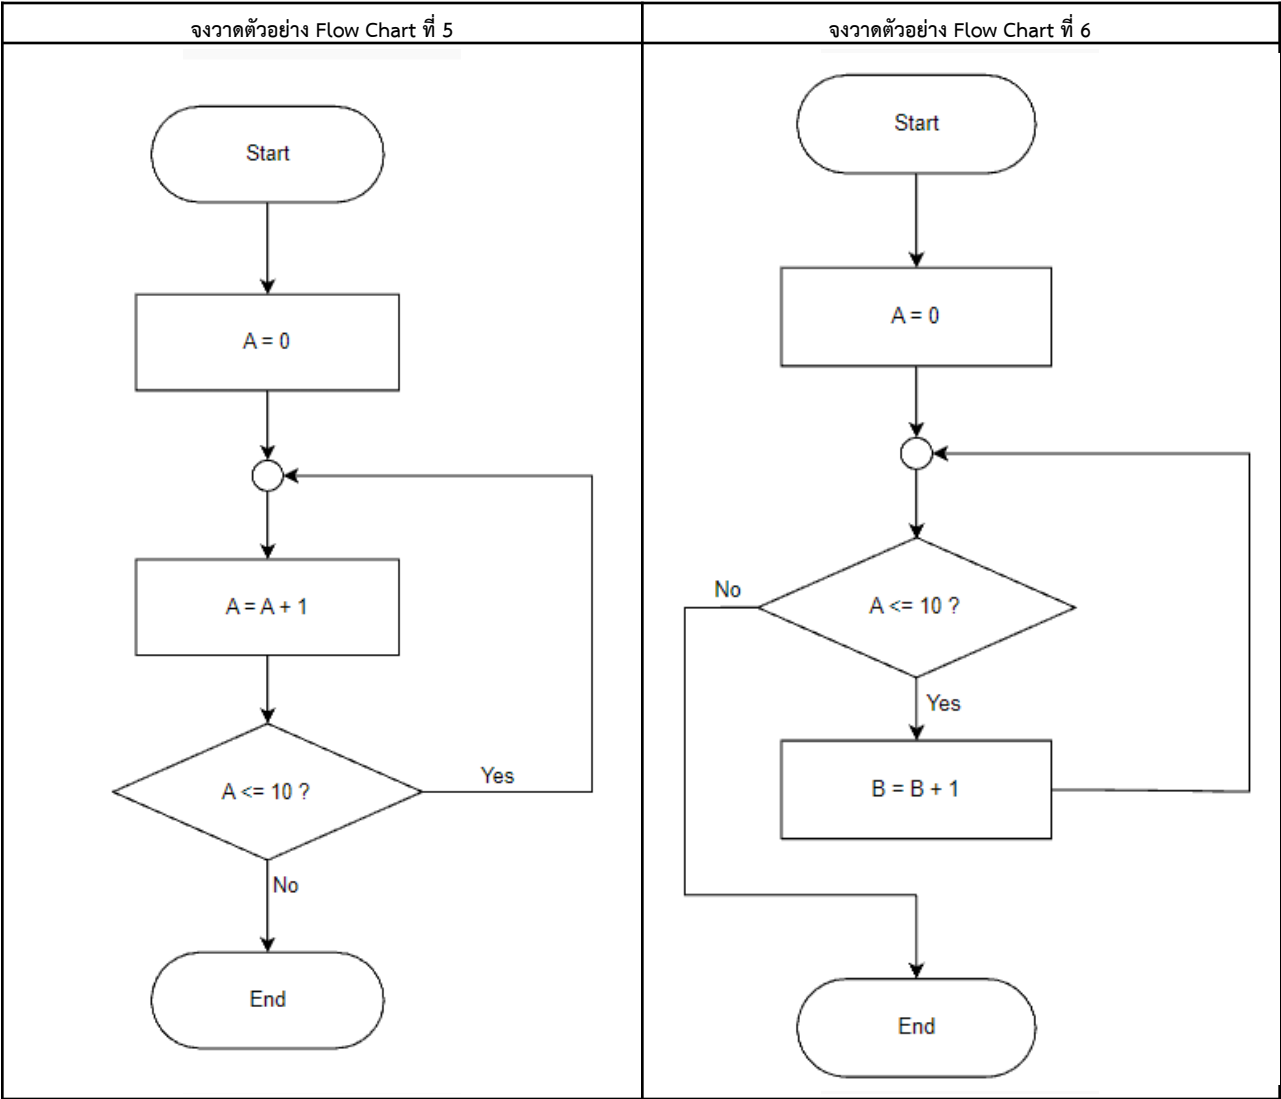 จงวาดตัวอย่าง Flow Chart ที่ 5
Start
A = 0
A = A + 1
A <= 10 ?
Yes
No
End
จงวาดตัวอย่าง Flow Chart ที่ 6
Start
A = 0
A <= 10 ?
No
Yes
B = B + 1
End